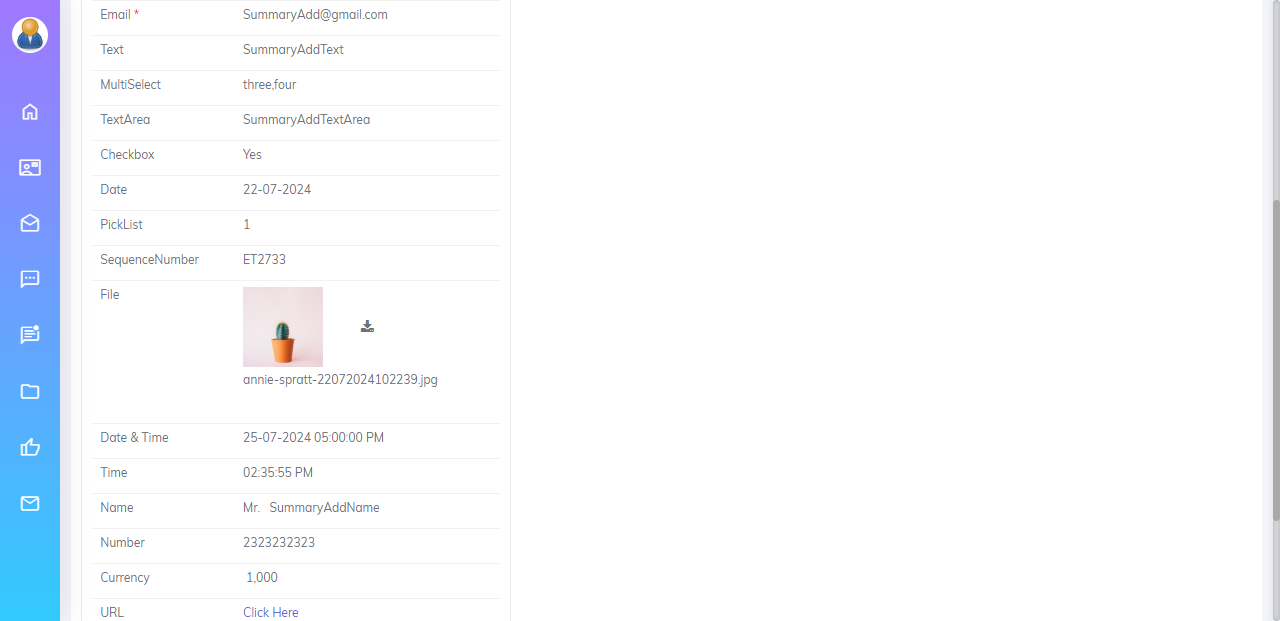 Email * SummaryAdd@gmail.com
Text SummaryAddText
MultiSelect three,four
TextArea SummaryAddTextArea
Checkbox Yes
Date 22-07-2024
PickList 1
SequenceNumber ET2733
File
annie-spratt-22072024102239.jpg
Date & Time 25-07-2024 05:00:00 PM
Time 02:35:55 PM
Name Mr. SummaryAddName
Number 2323232323
Currency 1,000
URL Click Here